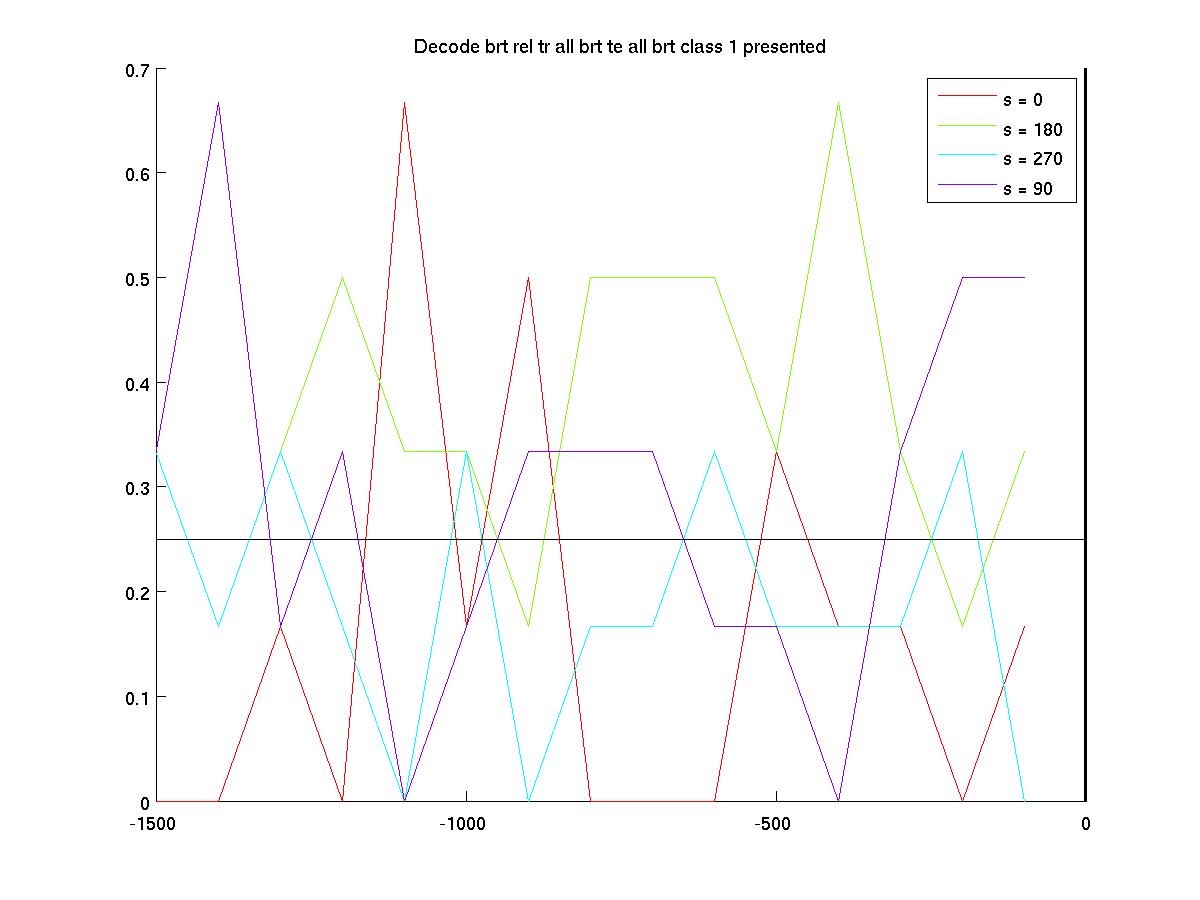 Decode brt rel tr all brt te all brt class 1 presented
0.7
0.6
0.5
0.4
0.3
0.2
0.1
0
s = 0
s = 180
s = 270
s = 90
-1500
-1000
-500
0